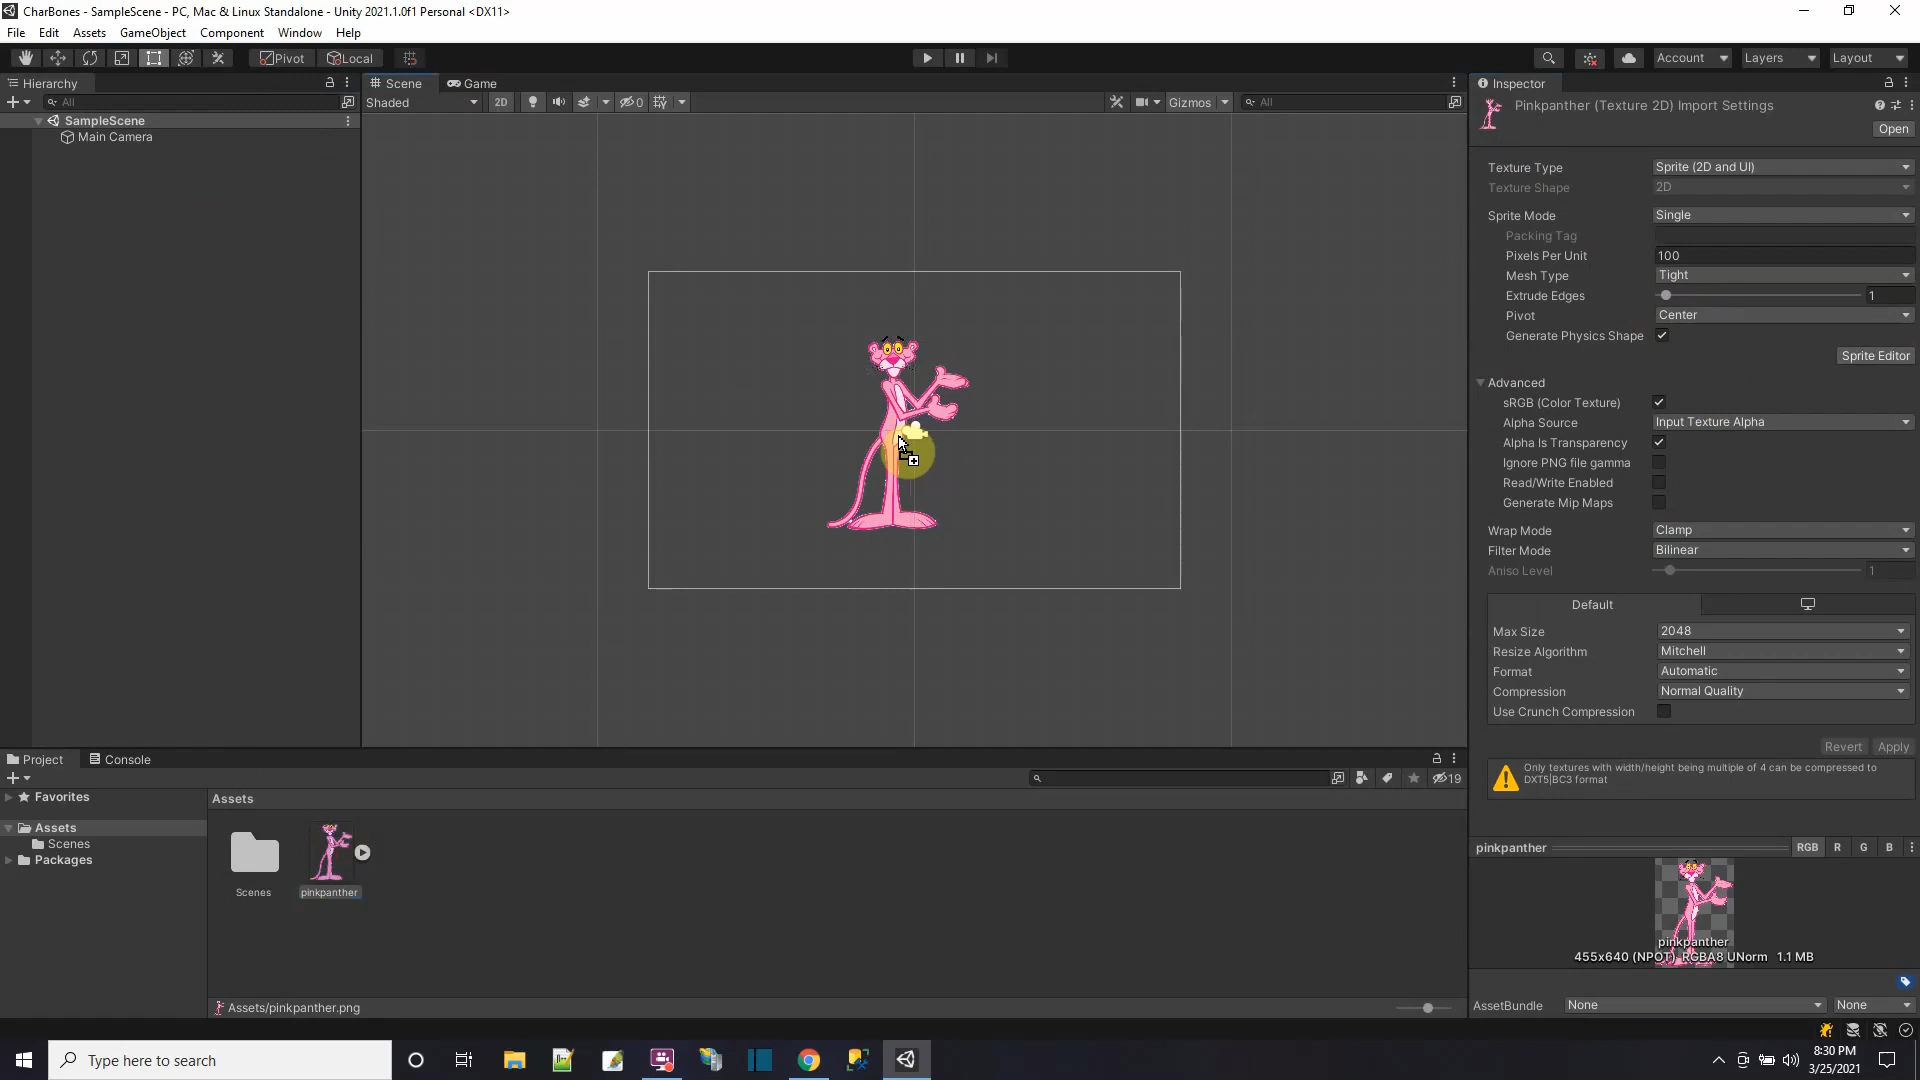 CharBones - SampleScene - PC, Mac & Linux Standalone - Unity 2021.1.0f1 Personal <DX11>
File Edit Assets GameObject Component Window Help
Pivot Local
Account Layers Layout
Hierarchy
All
SampleScene
Main Camera
Scene Game
Shaded 2D 0 Gizmos All
Inspector
Pinkpanther (Texture 2D) Import Settings
Open
Texture Type Sprite (2D and UI)
Texture Shape 2D
Sprite Mode Single
Packing Tag
Pixels Per Unit 100
Mesh Type Tight
Extrude Edges 1
Pivot Center
Generate Physics Shape
Sprite Editor
Advanced
sRGB (Color Texture)
Alpha Source Input Texture Alpha
Alpha Is Transparency
Ignore PNG file gamma
Read/Write Enabled
Generate Mip Maps
Wrap Mode Clamp
Filter Mode Bilinear
Aniso Level 1
Default
Max Size 2048
Resize Algorithm Mitchell
Format Automatic
Compression Normal Quality
Use Crunch Compression
Revert Apply
Only textures with width/height being multiple of 4 can be compressed to
DXT5|BC3 format
pinkpanther RGB R G B
pinkpanther
455x640 (NPOT) RGBA8 UNorm 1.1 MB
AssetBundle None None
Project Console
19
Favorites
Assets
Scenes
Packages
Assets
Scenes pinkpanther
Assets/pinkpanther.png
Type here to search
8:30 PM
3/25/2021